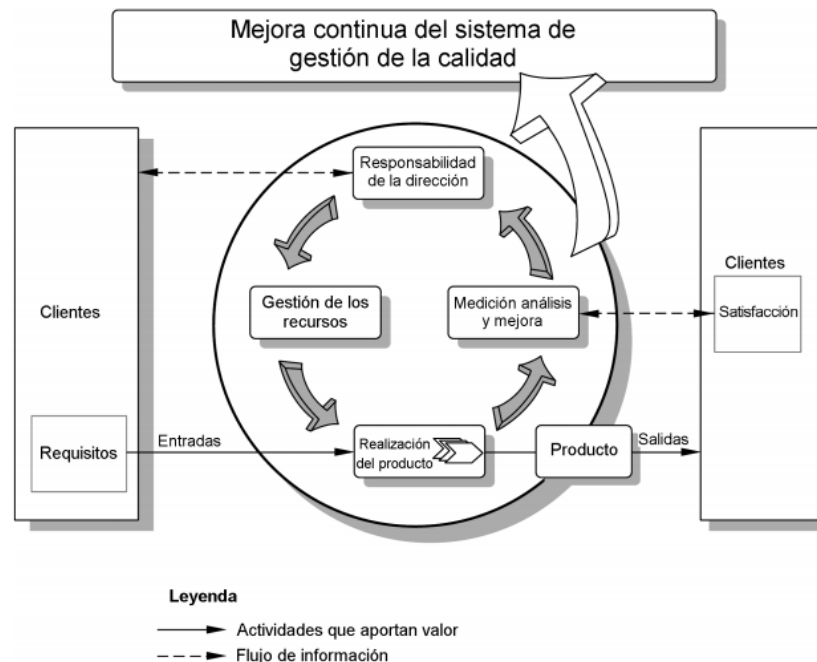 Mejora continua del sistema de
gestión de la calidad
Responsabilidad
de la dirección
Clientes
Gestión de los
recursos
Medición análisis
y mejora
Clientes
Satisfacción
Requisitos
Entradas
Realización
del producto
Producto
Salidas
Leyenda
Actividades que aportan valor
Flujo de información